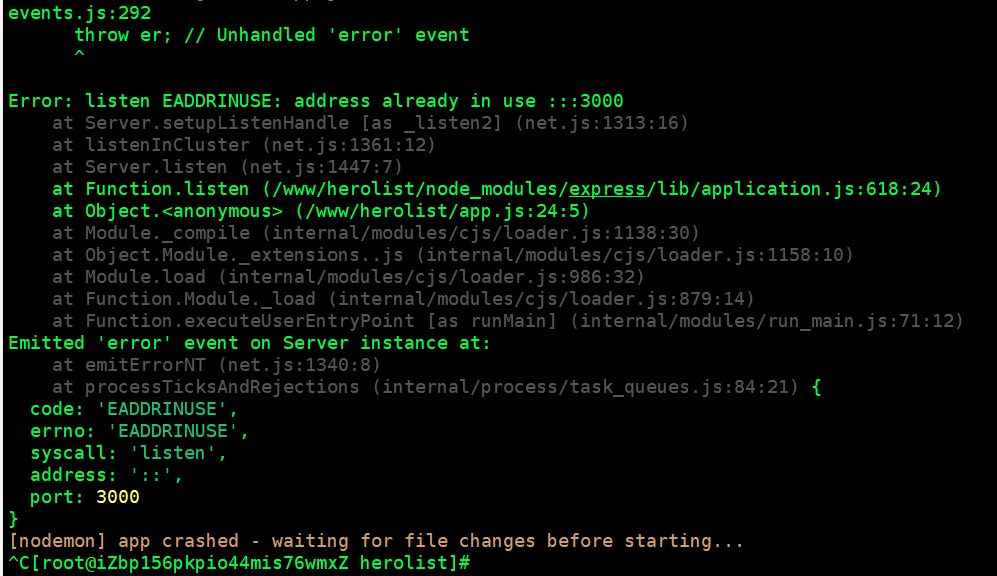 events.js:292
      throw er; // Unhandled 'error' event
      ^
Error: listen EADDRINUSE: address already in use :::3000
    at Server.setupListenHandle [as _listen2] (net.js:1313:16)
    at listenInCluster (net.js:1361:12)
    at Server.listen (net.js:1447:7)
    at Function.listen (/www/herolist/node_modules/express/lib/application.js:618:24)
    at Object.<anonymous> (/www/herolist/app.js:24:5)
    at Module._compile (internal/modules/cjs/loader.js:1138:30)
    at Object.Module._extensions..js (internal/modules/cjs/loader.js:1158:10)
    at Module.load (internal/modules/cjs/loader.js:986:32)
    at Function.Module._load (internal/modules/cjs/loader.js:879:14)
    at Function.executeUserEntryPoint [as runMain] (internal/modules/run_main.js:71:12)
Emitted 'error' event on Server instance at:
    at emitErrorNT (net.js:1340:8)
    at processTicksAndRejections (internal/process/task_queues.js:84:21) {
  code: 'EADDRINUSE',
  errno: 'EADDRINUSE',
  syscall: 'listen',
  address: '::',
  port: 3000
}
[nodemon] app crashed - waiting for file changes before starting...
^C[root@iZbp156pkpio44mis76wmxZ herolist]#